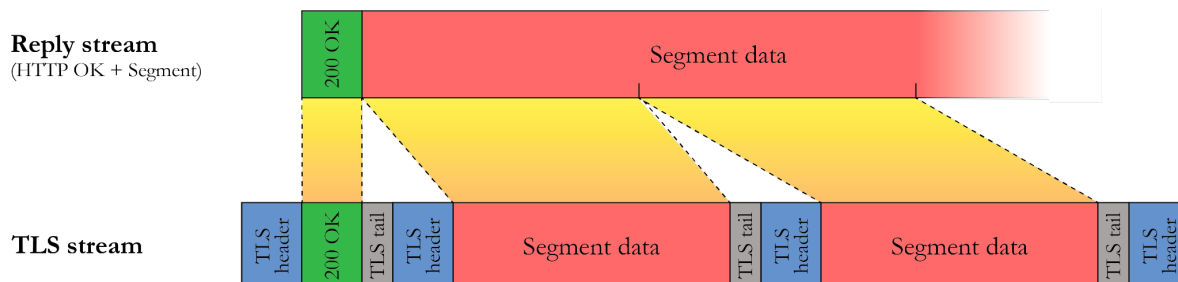 Reply stream
(HTTP OK + Segment)
200 OK
Segment data
TLS stream
TLS
header
200 OK
TLS tail
TLS
header
Segment data
TLS tail
TLS
header
Segment data
TLS tail
TLS
header